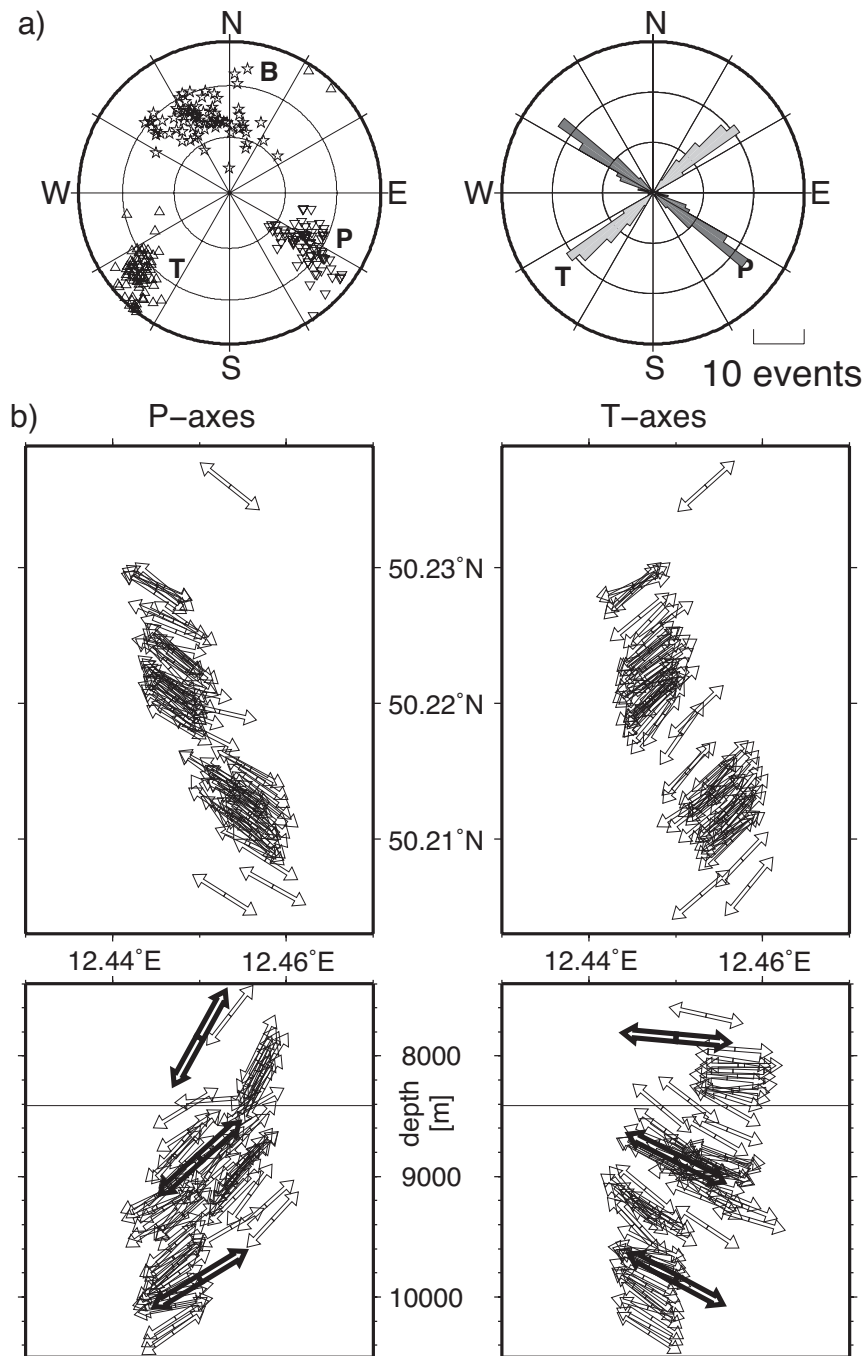 a)
N
N
B
W
E
W
E
T
P
T
P
S
S
10 events
b)
P−axes
T−axes
50.23°N
50.22°N
50.21°N
12.44°E
12.46°E
12.44°E
12.46°E
8000
depth
[m]
9000
10000